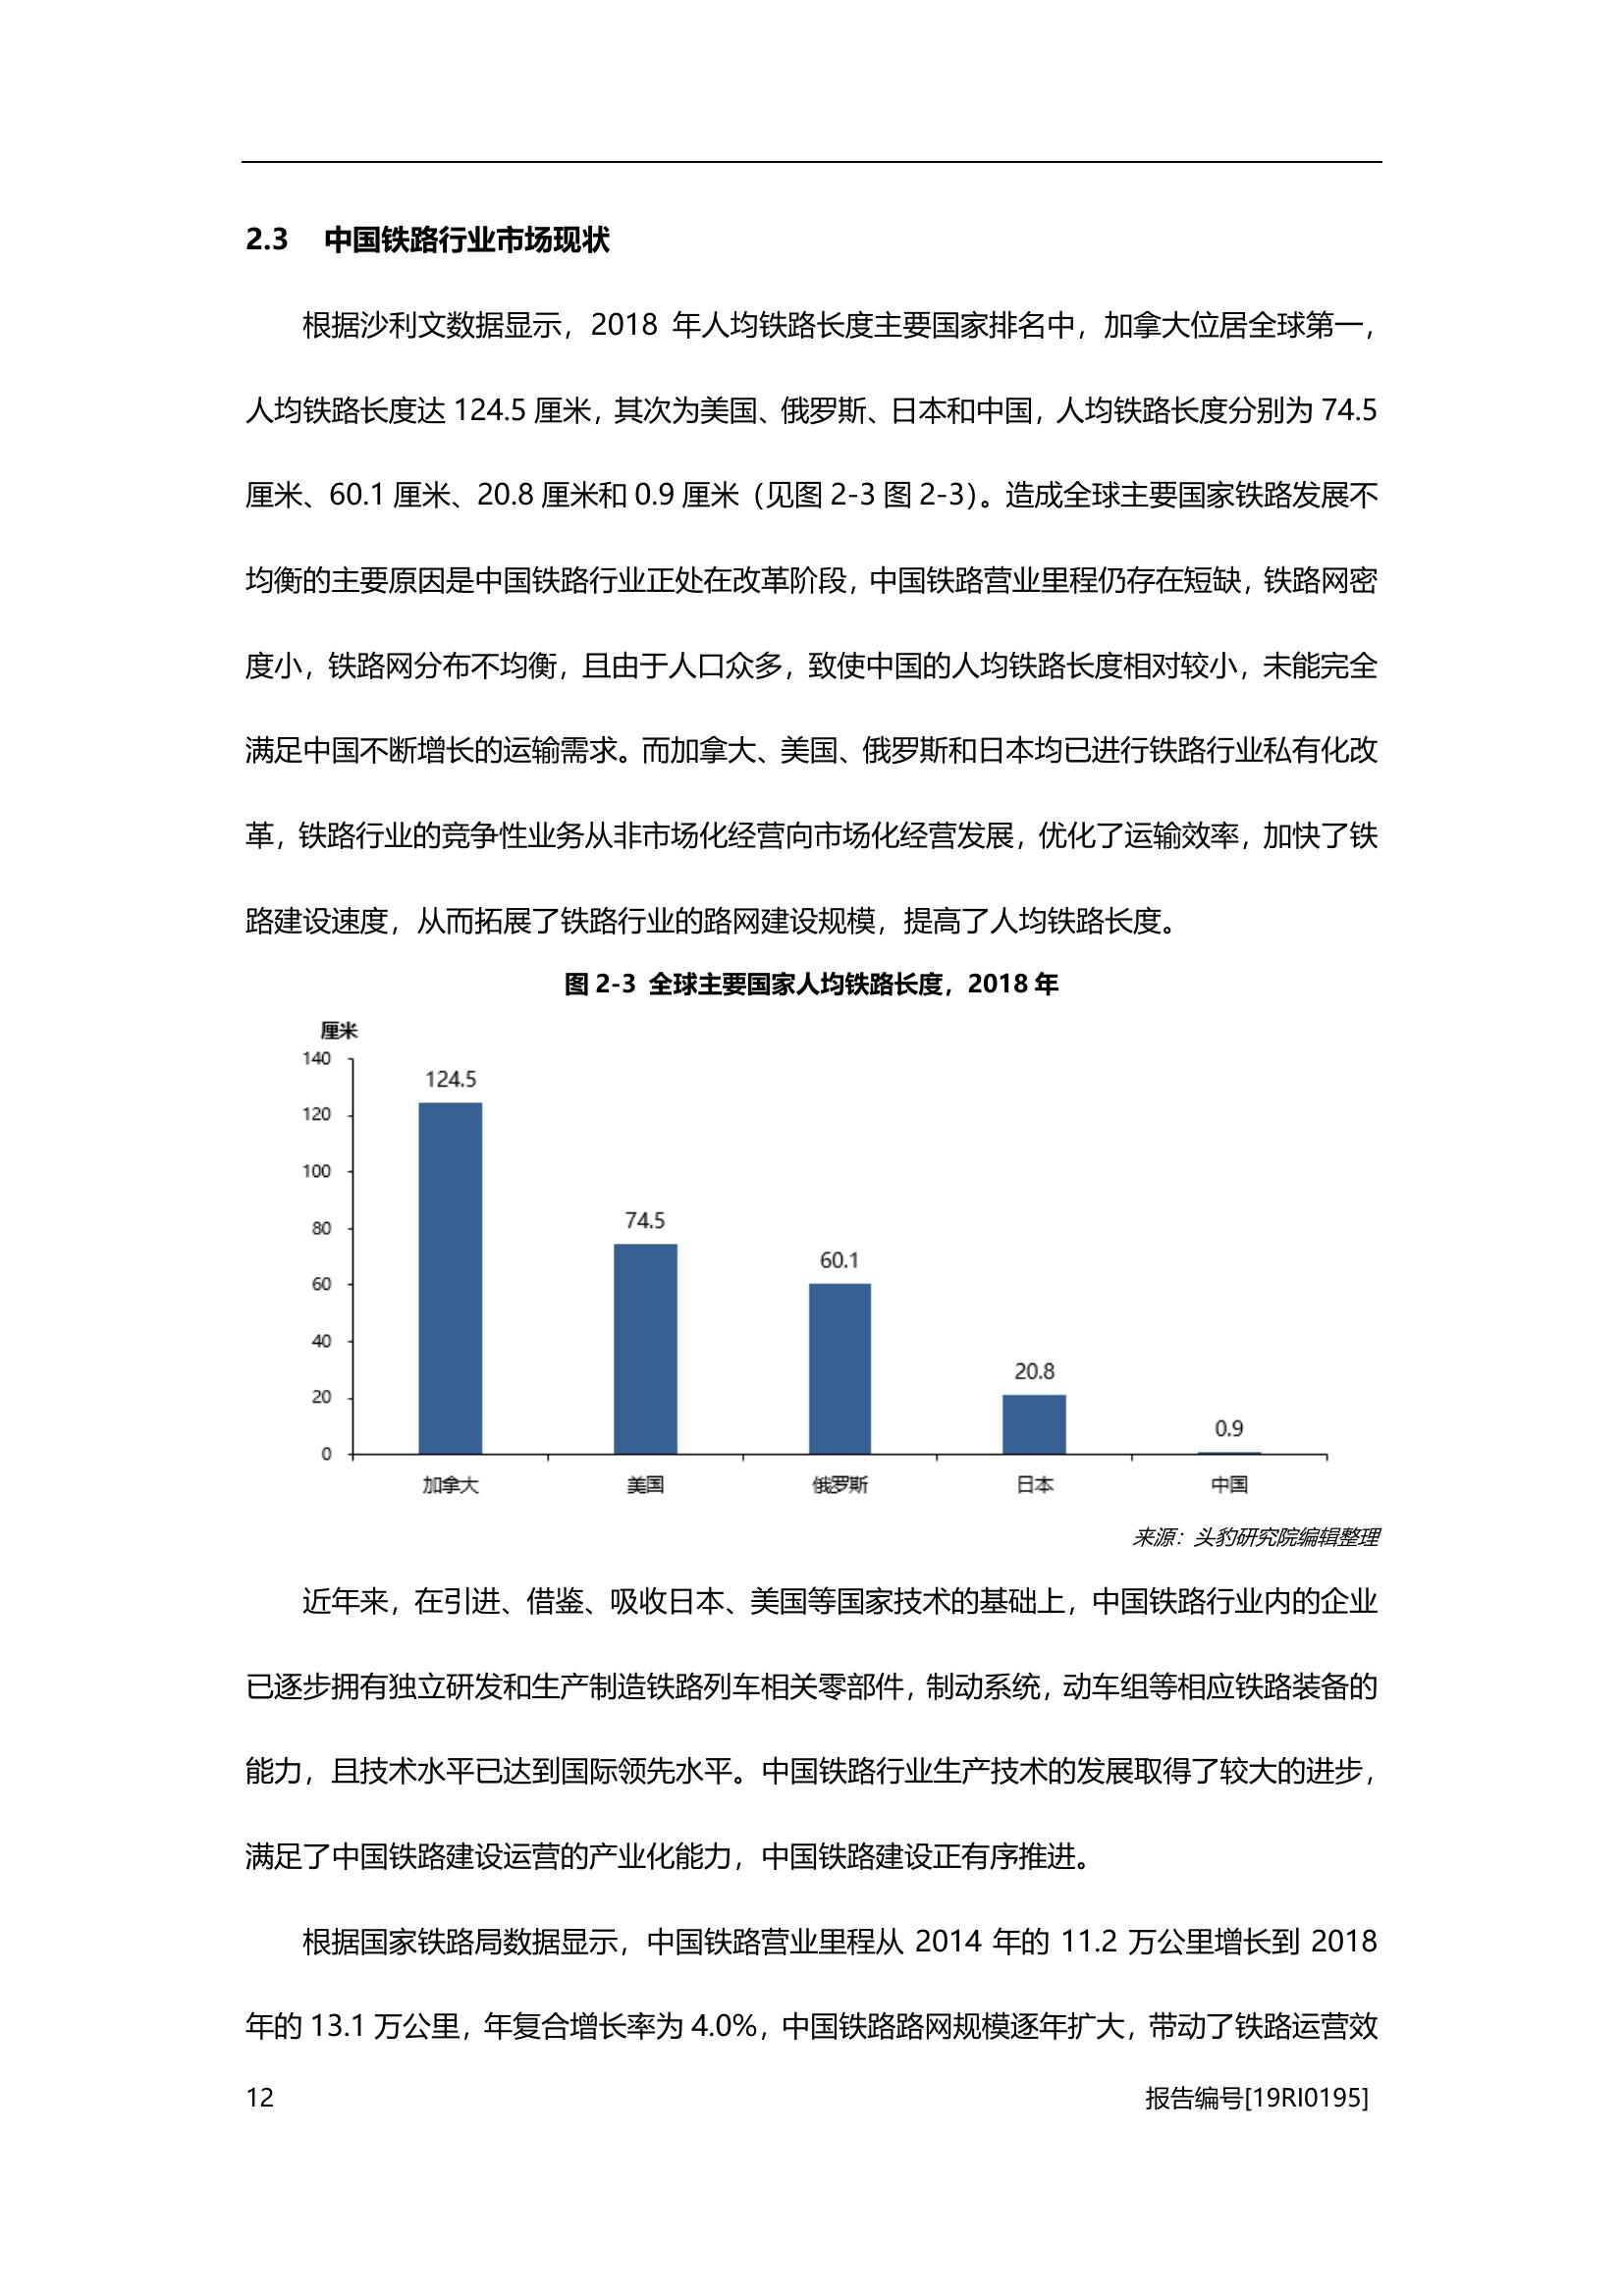 2.3 中国铁路行业市场现状
根据沙利文数据显示，2018 年人均铁路长度主要国家排名中，加拿大位居全球第一，
人均铁路长度达 124.5 厘米，其次为美国、俄罗斯、日本和中国，人均铁路长度分别为 74.5
厘米、60.1 厘米、20.8 厘米和 0.9 厘米（见图 2-3 图 2-3）。造成全球主要国家铁路发展不
均衡的主要原因是中国铁路行业正处在改革阶段，中国铁路营业里程仍存在短缺，铁路网密
度小，铁路网分布不均衡，且由于人口众多，致使中国的人均铁路长度相对较小，未能完全
满足中国不断增长的运输需求。而加拿大、美国、俄罗斯和日本均已进行铁路行业私有化改
革，铁路行业的竞争性业务从非市场化经营向市场化经营发展，优化了运输效率，加快了铁
路建设速度，从而拓展了铁路行业的路网建设规模，提高了人均铁路长度。
图 2-3 全球主要国家人均铁路长度，2018 年
厘米
140
120
100
80
60
40
20
0
124.5
74.5
60.1
20.8
0.9
加拿大 美国 俄罗斯 日本 中国
来源：头豹研究院编辑整理
近年来，在引进、借鉴、吸收日本、美国等国家技术的基础上，中国铁路行业内的企业
已逐步拥有独立研发和生产制造铁路列车相关零部件，制动系统，动车组等相应铁路装备的
能力，且技术水平已达到国际领先水平。中国铁路行业生产技术的发展取得了较大的进步，
满足了中国铁路建设运营的产业化能力，中国铁路建设正有序推进。
根据国家铁路局数据显示，中国铁路营业里程从 2014 年的 11.2 万公里增长到 2018
年的 13.1 万公里，年复合增长率为 4.0%，中国铁路路网规模逐年扩大，带动了铁路运营效
12 报告编号[19RI0195]